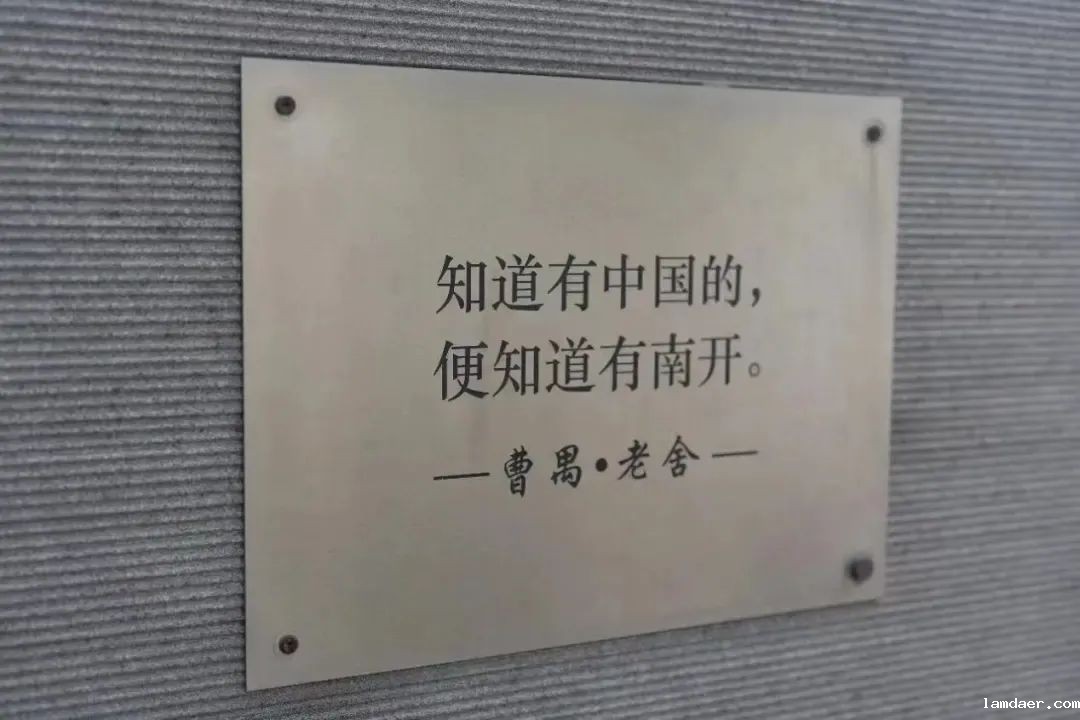 知道有中国的，
便知道有南开。
—曹禺·老舍—
lamdaer.com